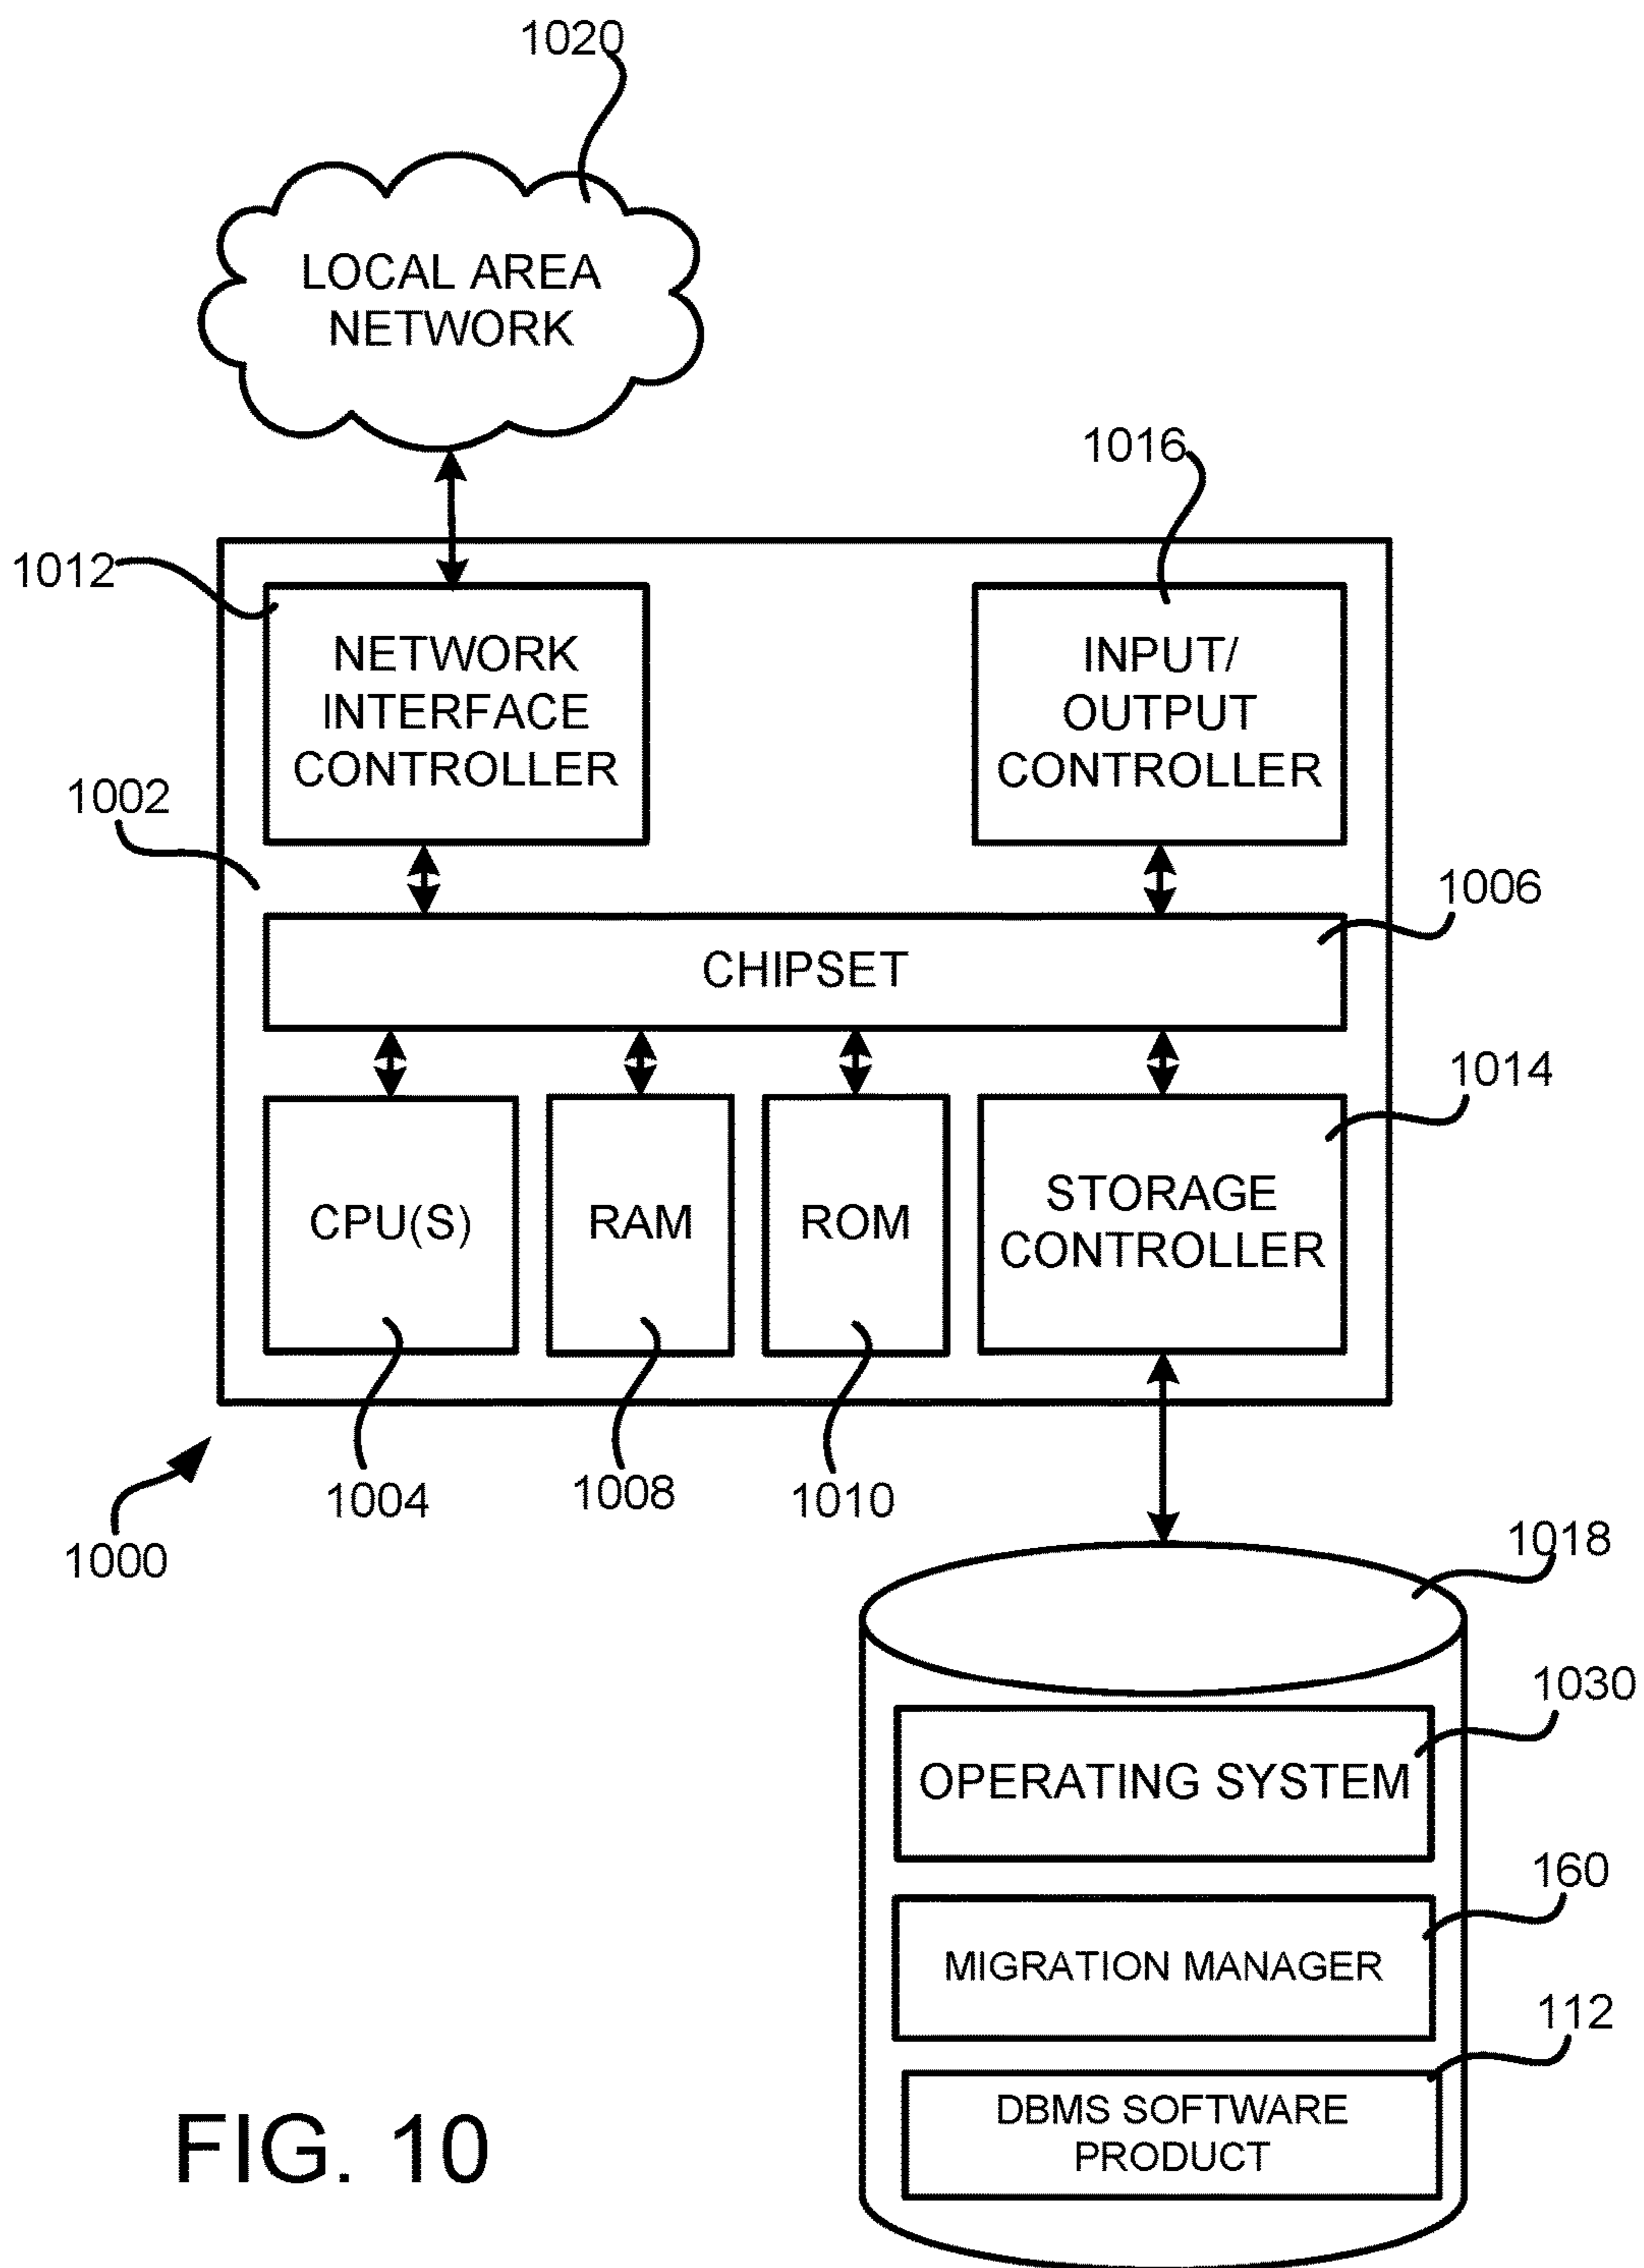 1020
LOCAL AREA
NETWORK
1016
1012
NETWORK
INTERFACE
CONTROLLER
INPUT/
OUTPUT
CONTROLLER
1002
1006
CHIPSET
1014
CPU(S)
RAM
ROM
STORAGE
CONTROLLER
1004
1008
1010
1000
1018
1030
OPERATING SYSTEM
160
MIGRATION MANAGER
112
DBMS SOFTWARE
PRODUCT
FIG. 10